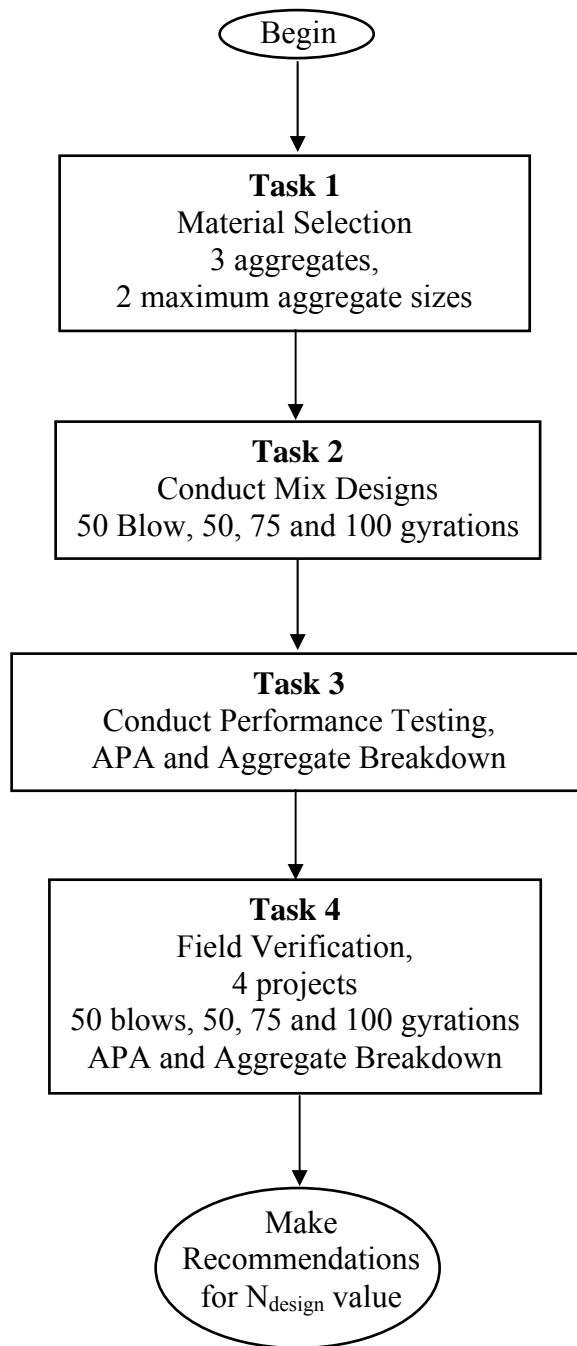 Begin
Task 1
Material Selection
3 aggregates,
2 maximum aggregate sizes
Task 2
Conduct Mix Designs
50 Blow, 50, 75 and 100 gyrations
Task 3
Conduct Performance Testing,
APA and Aggregate Breakdown
Task 4
Field Verification,
4 projects
50 blows, 50, 75 and 100 gyrations
APA and Aggregate Breakdown
Make
Recommendations
for Ndesign value